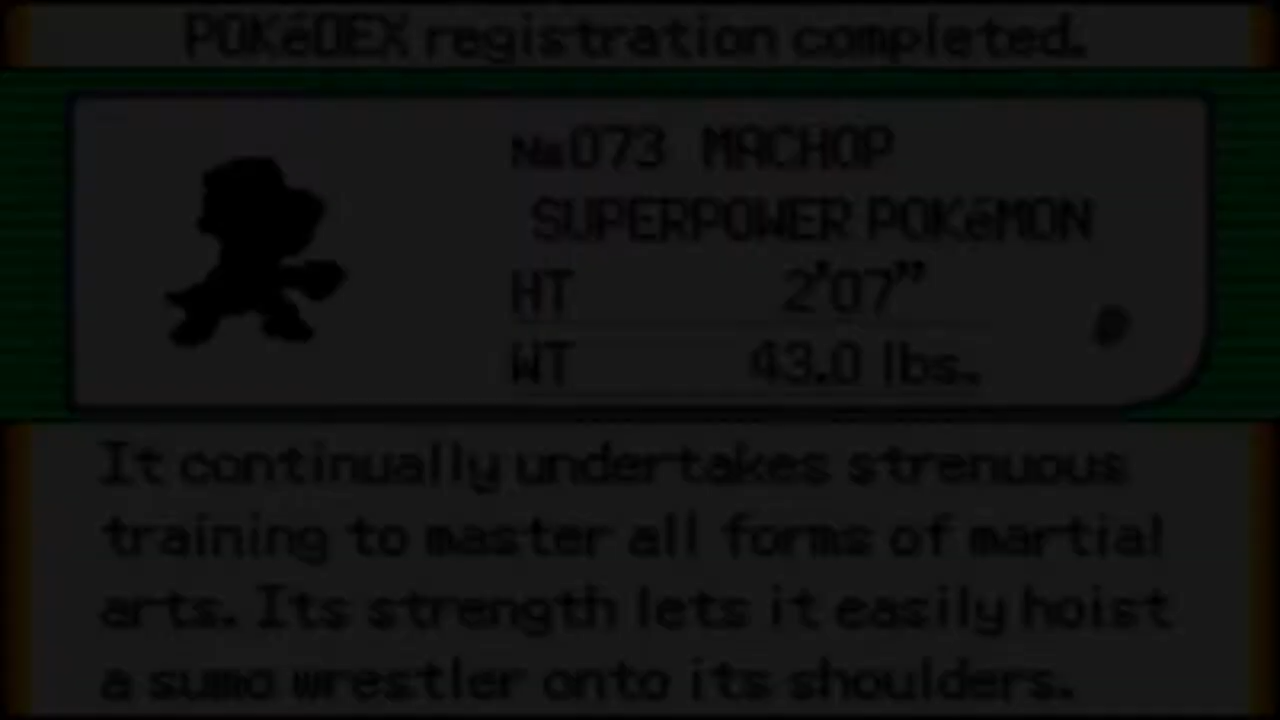 POKéDEX registration completed.
№073 MACHOP
SUPERPOWER POKéMON
HT 2'07"
WT 43.0 lbs.
It continually undertakes strenuous
training to master all forms of martial
arts. Its strength lets it easily hoist
a sumo wrestler onto its shoulders.